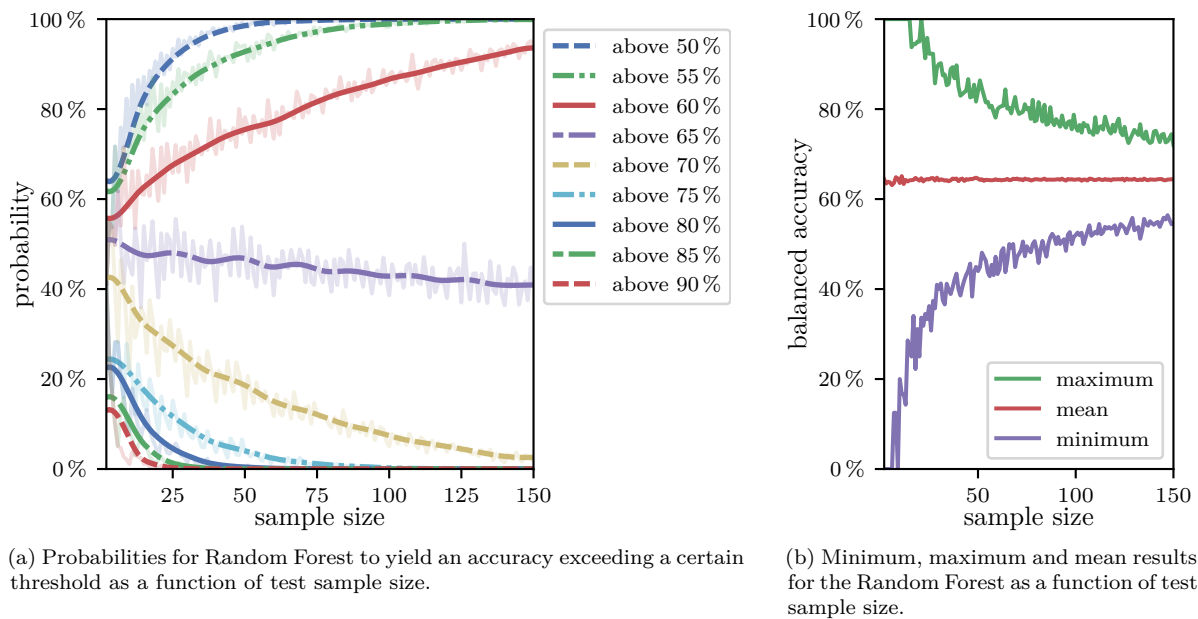 100 %
80 %
60 %
40 %
20 %
0 %
probability
25
50
75
100
125
150
sample size
above 50 %
above 55 %
above 60 %
above 65 %
above 70 %
above 75 %
above 80 %
above 85 %
above 90 %
(a) Probabilities for Random Forest to yield an accuracy exceeding a certain
threshold as a function of test sample size.
100 %
80 %
60 %
40 %
20 %
0 %
balanced accuracy
50
100
150
sample size
maximum
mean
minimum
(b) Minimum, maximum and mean results
for the Random Forest as a function of test
sample size.